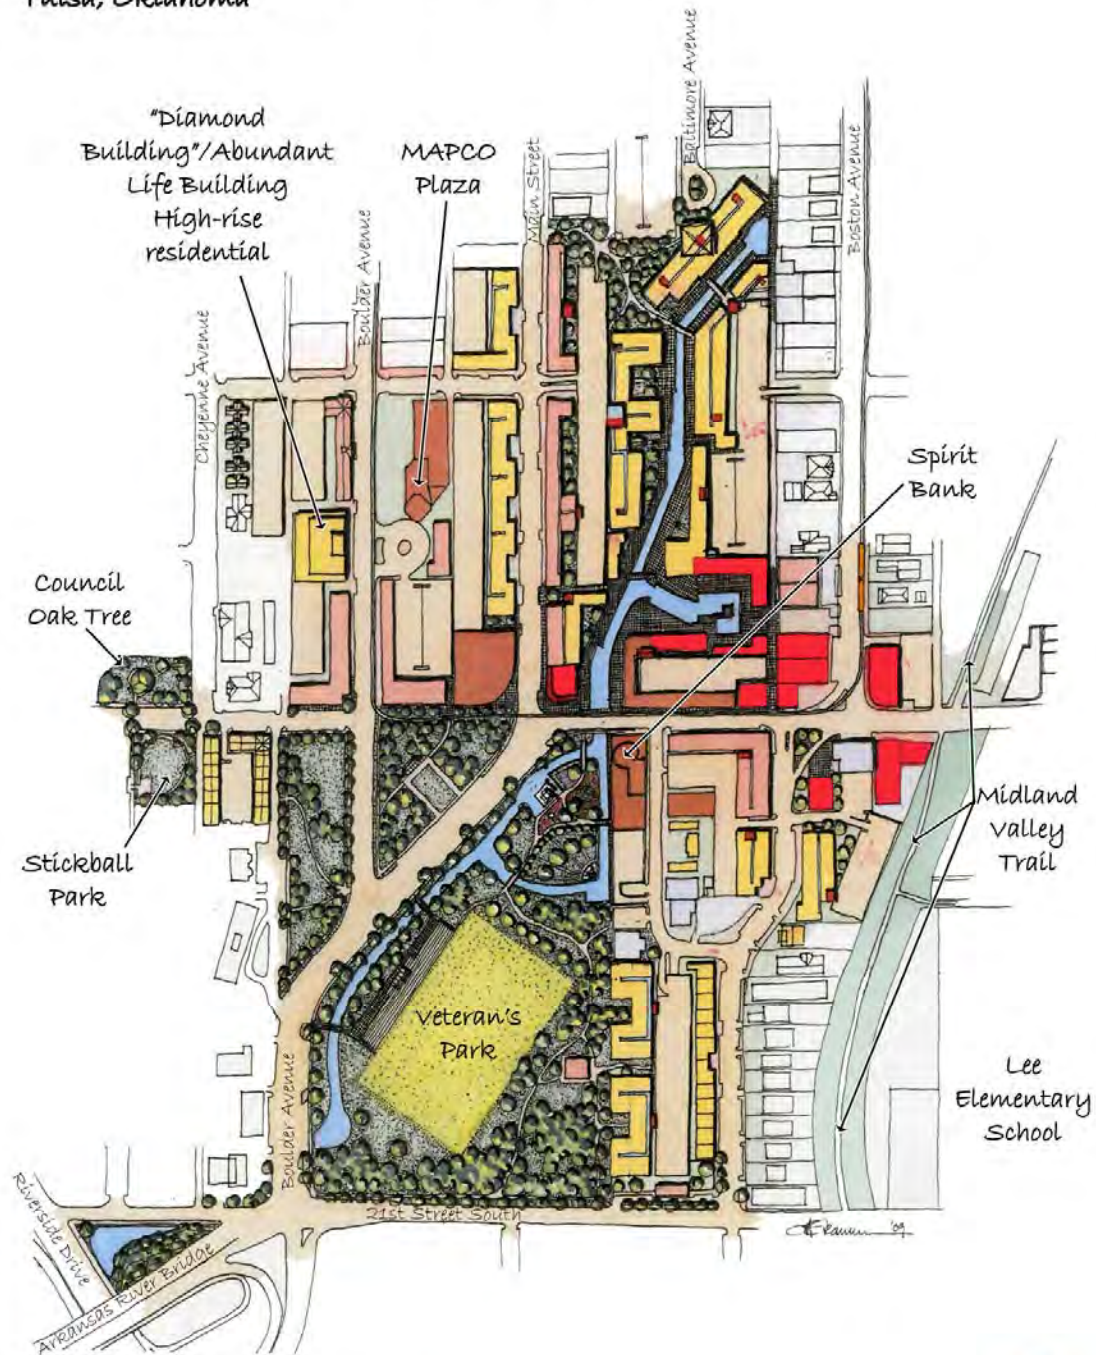 Tulsa, Oklahoma
"Diamond
Building"/Abundant
Life Building
High-rise
residential
MAPCO
Plaza
Main Street
Baltimore Avenue
Boston Avenue
Boulder Avenue
Cheyenne Avenue
Spirit
Bank
Council
Oak Tree
Stickball
Park
Midland
Valley
Trail
Veteran's
Park
Lee
Elementary
School
Boulder Avenue
21st Street South
Riverside Drive
Arkansas River Bridge
'09